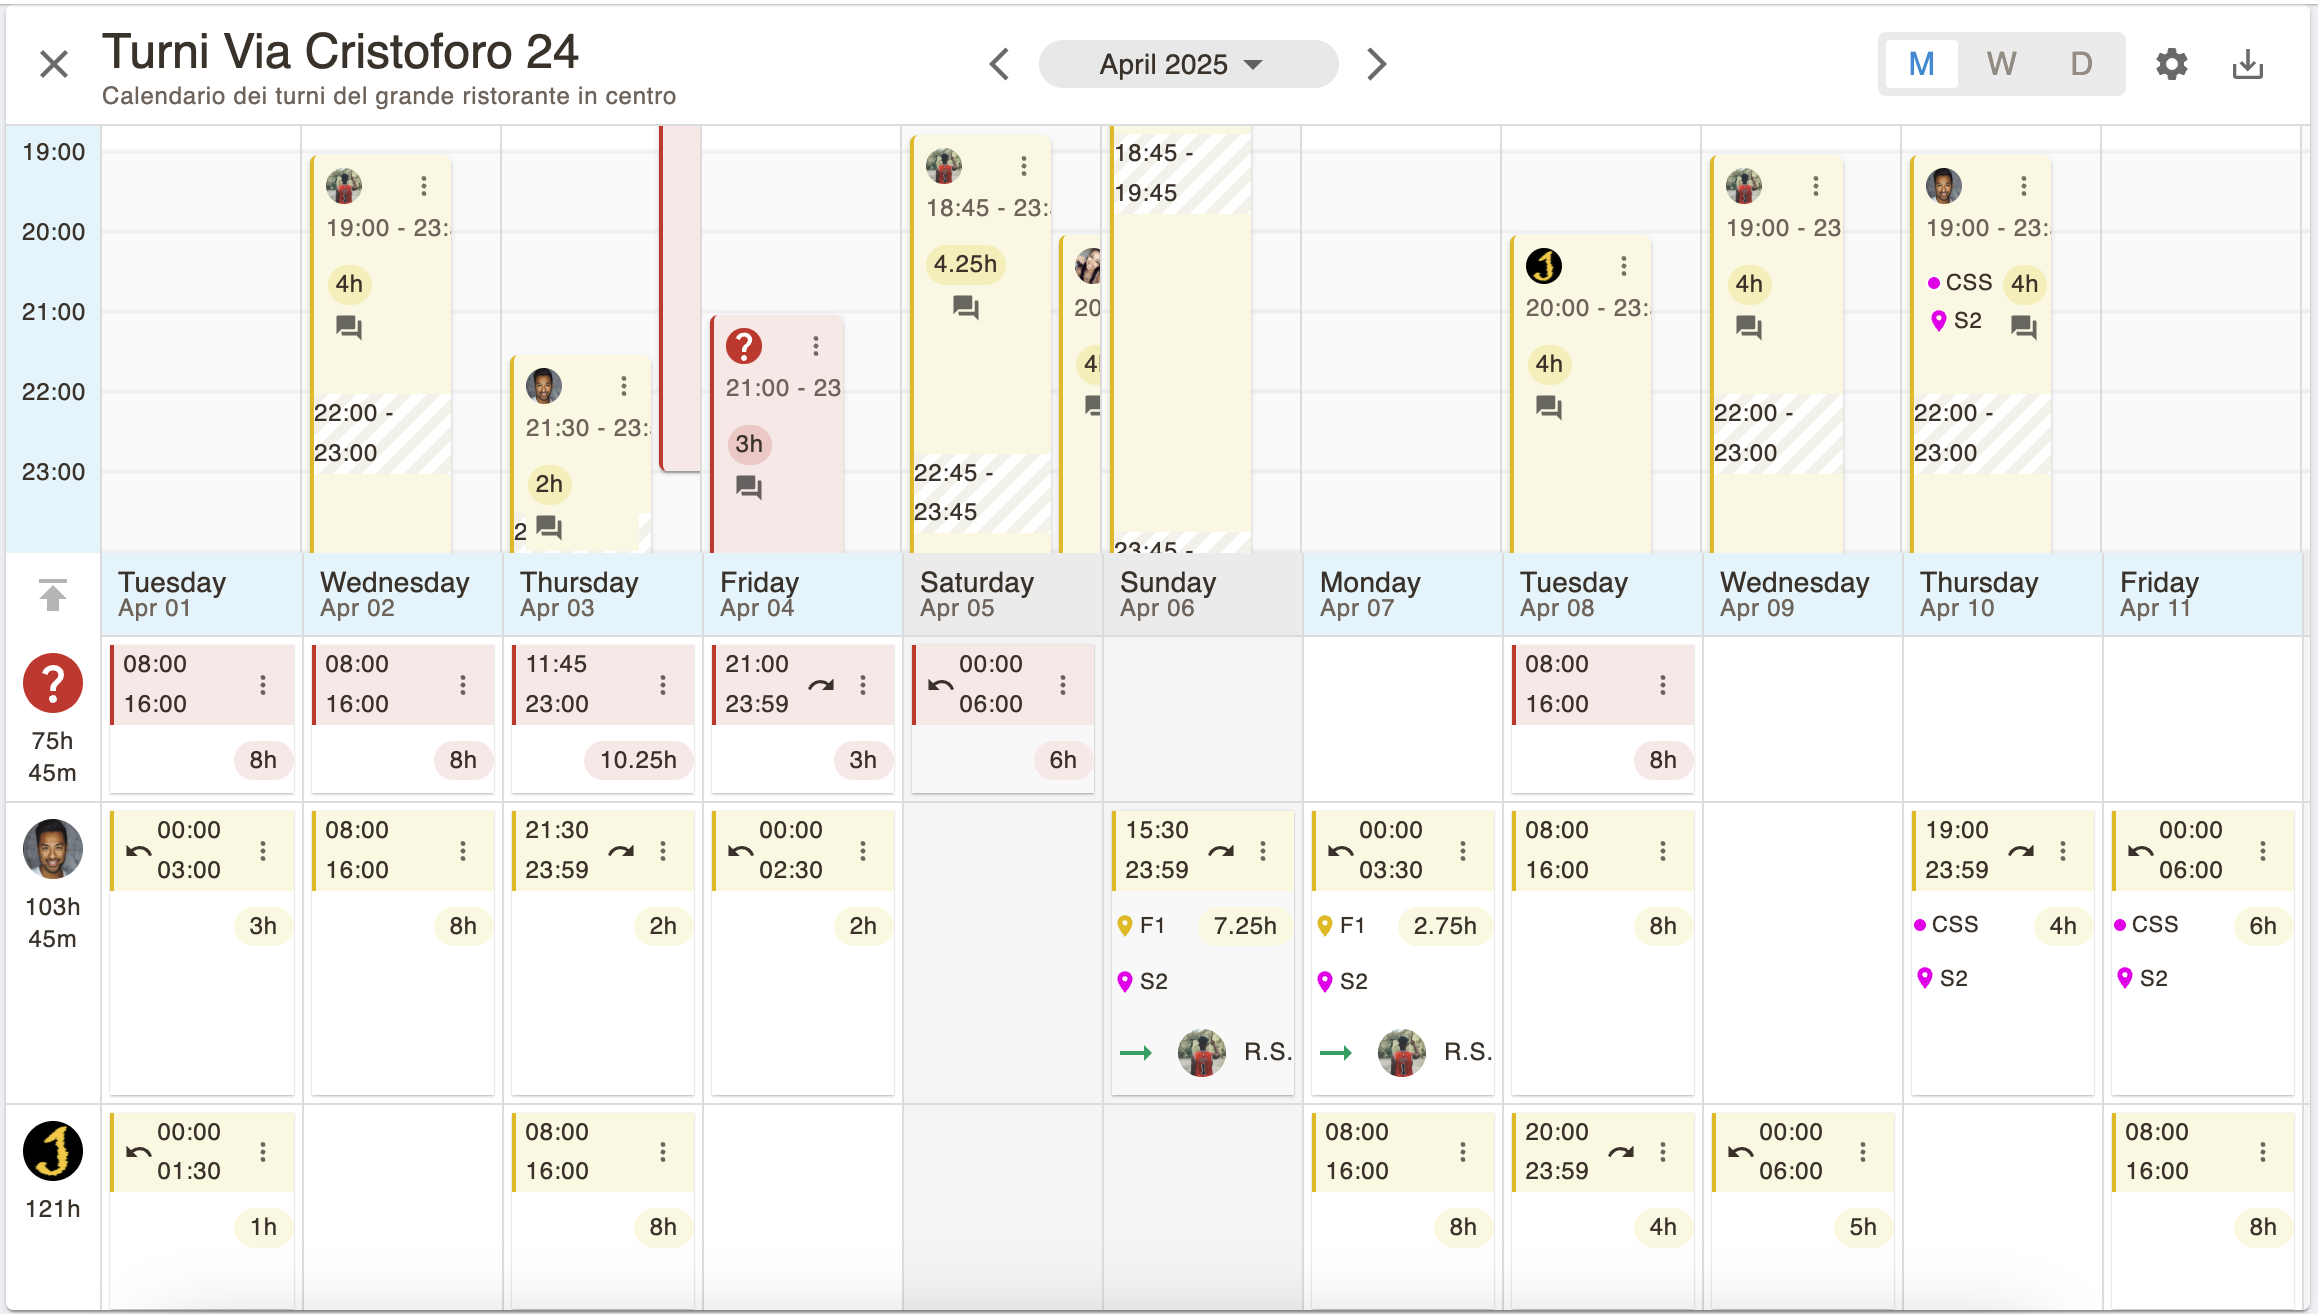 Turni Via Cristoforo 24
Calendario dei turni del grande ristorante in centro
April 2025
M W D
19:00
20:00
21:00
22:00
23:00
19:00 - 23:
4h
22:00 -
23:00
21:30 - 23:
2h
2
?
21:00 - 23
3h
18:45 - 23:
4.25h
22:45 -
23:45
20
4
18:45 -
19:45
23:45 -
20:00 - 23:
4h
19:00 - 23
4h
22:00 -
23:00
19:00 - 23:
CSS 4h
S2
22:00 -
23:00
Tuesday
Apr 01
Wednesday
Apr 02
Thursday
Apr 03
Friday
Apr 04
Saturday
Apr 05
Sunday
Apr 06
Monday
Apr 07
Tuesday
Apr 08
Wednesday
Apr 09
Thursday
Apr 10
Friday
Apr 11
?
75h
45m
08:00
16:00
8h
08:00
16:00
8h
11:45
23:00
10.25h
21:00
23:59
3h
00:00
06:00
6h
08:00
16:00
8h
103h
45m
00:00
03:00
3h
08:00
16:00
8h
21:30
23:59
2h
00:00
02:30
2h
15:30
23:59
F1 7.25h
S2
R.S.
00:00
03:30
F1 2.75h
S2
R.S.
08:00
16:00
8h
19:00
23:59
CSS 4h
S2
00:00
06:00
CSS 6h
S2
121h
00:00
01:30
1h
08:00
16:00
8h
08:00
16:00
8h
20:00
23:59
4h
00:00
06:00
5h
08:00
16:00
8h